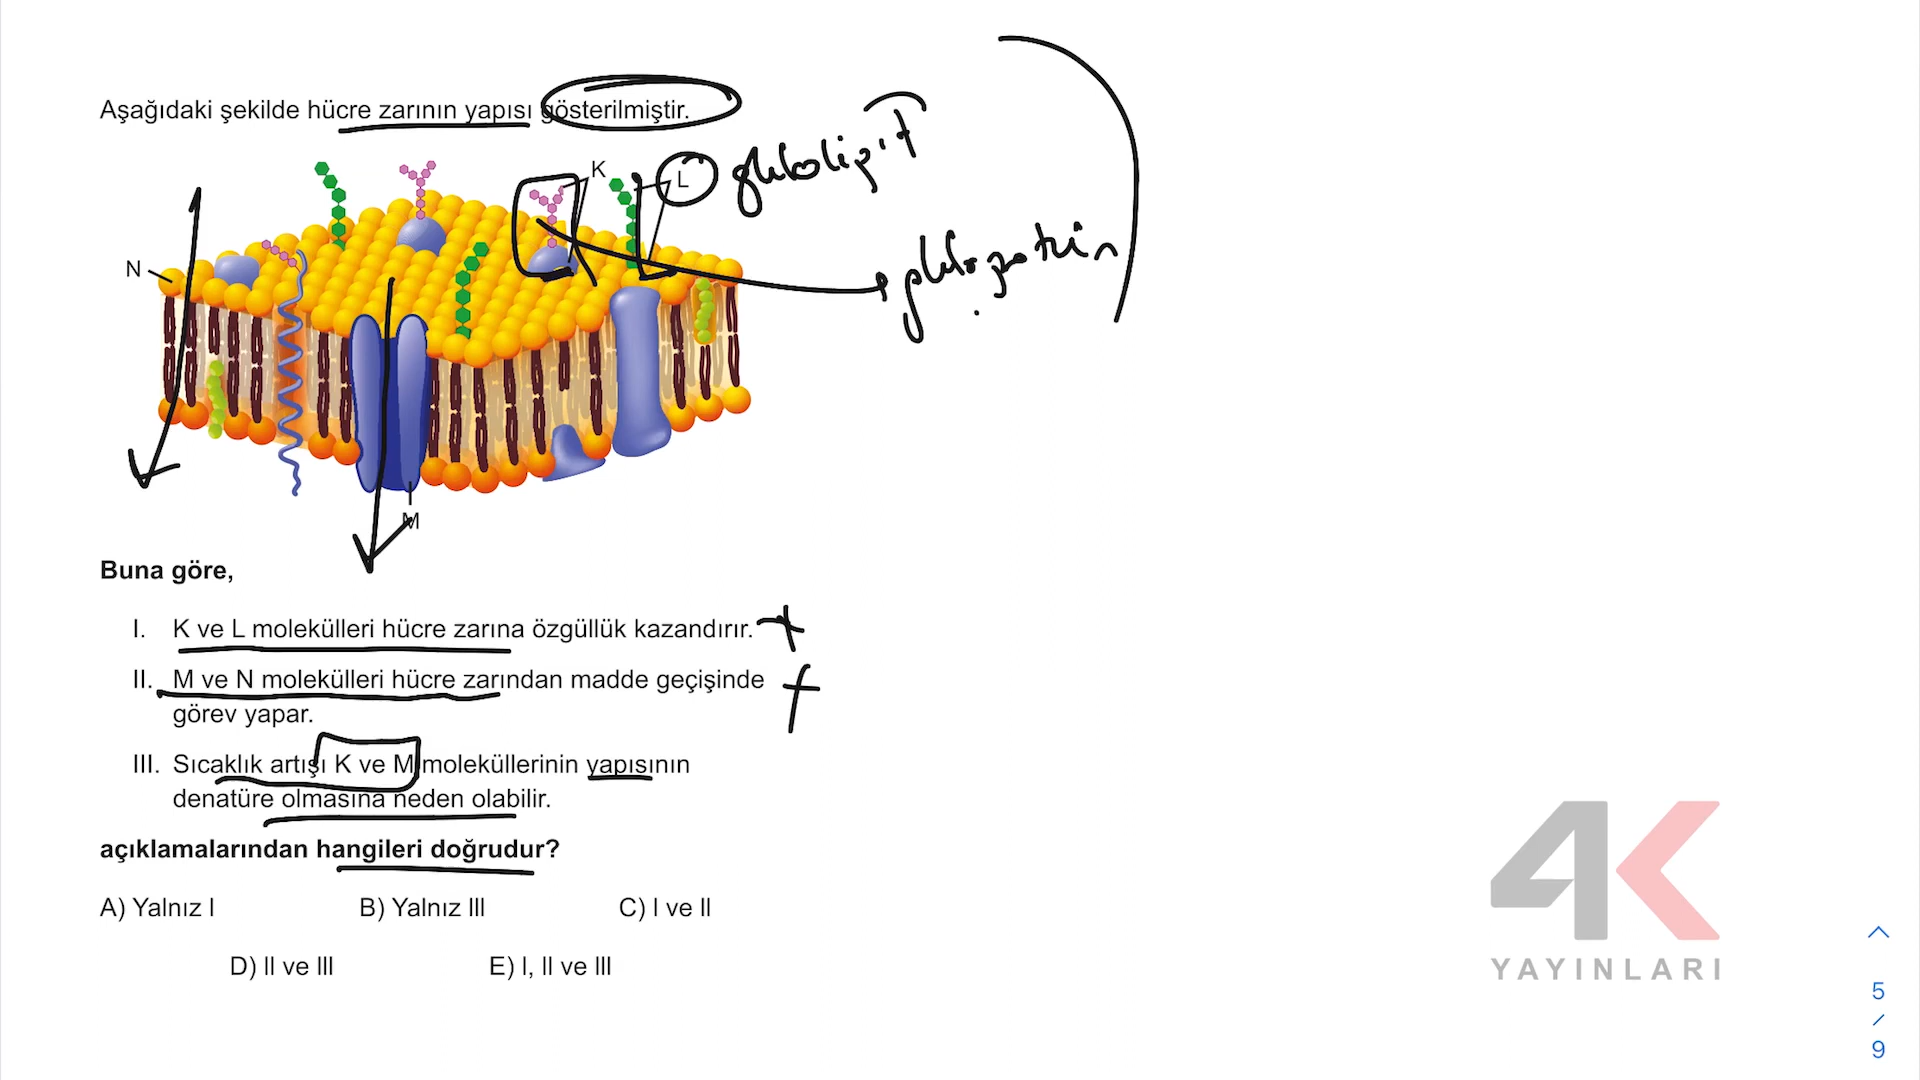 Aşağıdaki şekilde hücre zarının yapısı gösterilmiştir.
K
L
glikolipit
N
glikoprotein
M
Buna göre,
I. K ve L molekülleri hücre zarına özgüllük kazandırır. +
II. M ve N molekülleri hücre zarından madde geçişinde +
görev yapar.
III. Sıcaklık artışı K ve M moleküllerinin yapısının
denatüre olmasına neden olabilir.
açıklamalarından hangileri doğrudur?
A) Yalnız I B) Yalnız III C) I ve II
D) II ve III E) I, II ve III
4K
YAYINLARI
5
/
9